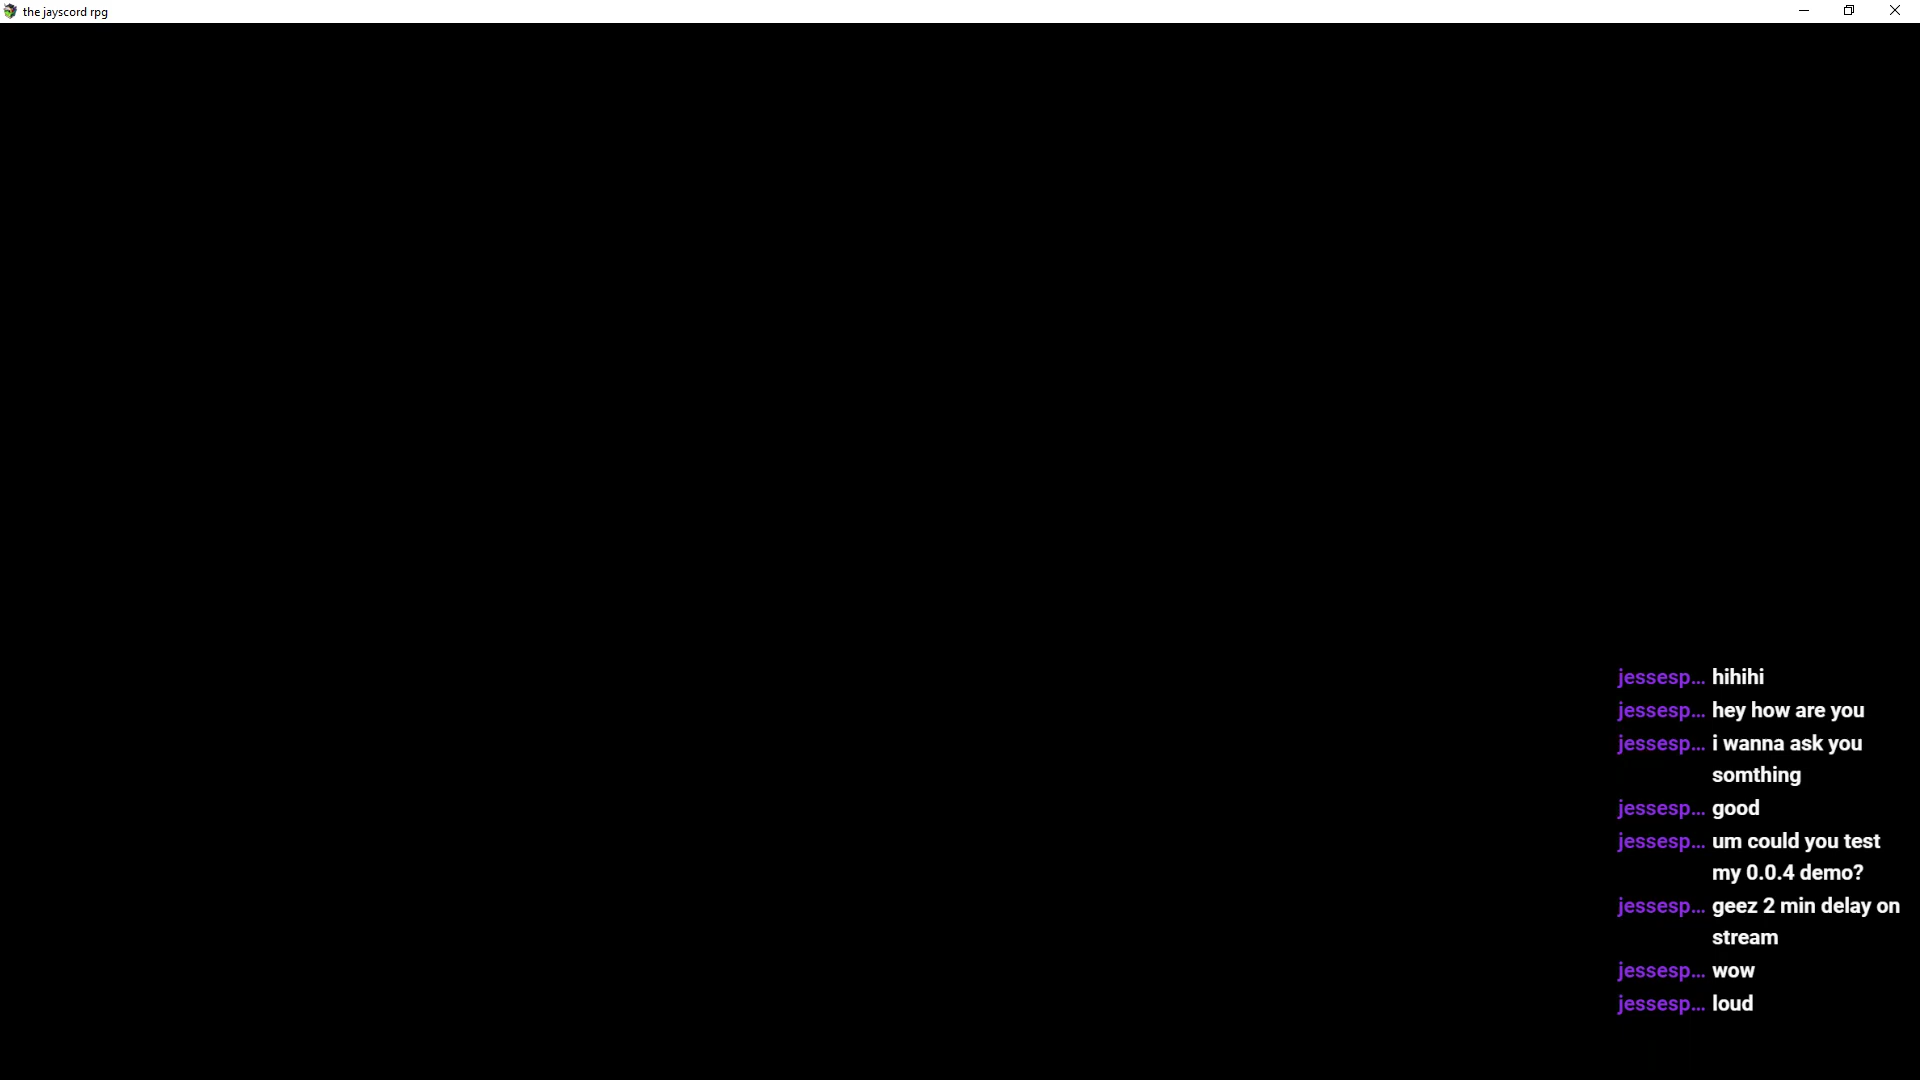 the jayscord rpg
jessesp... hihihi
jessesp... hey how are you
jessesp... i wanna ask you
somthing
jessesp... good
jessesp... um could you test
my 0.0.4 demo?
jessesp... geez 2 min delay on
stream
jessesp... wow
jessesp... loud